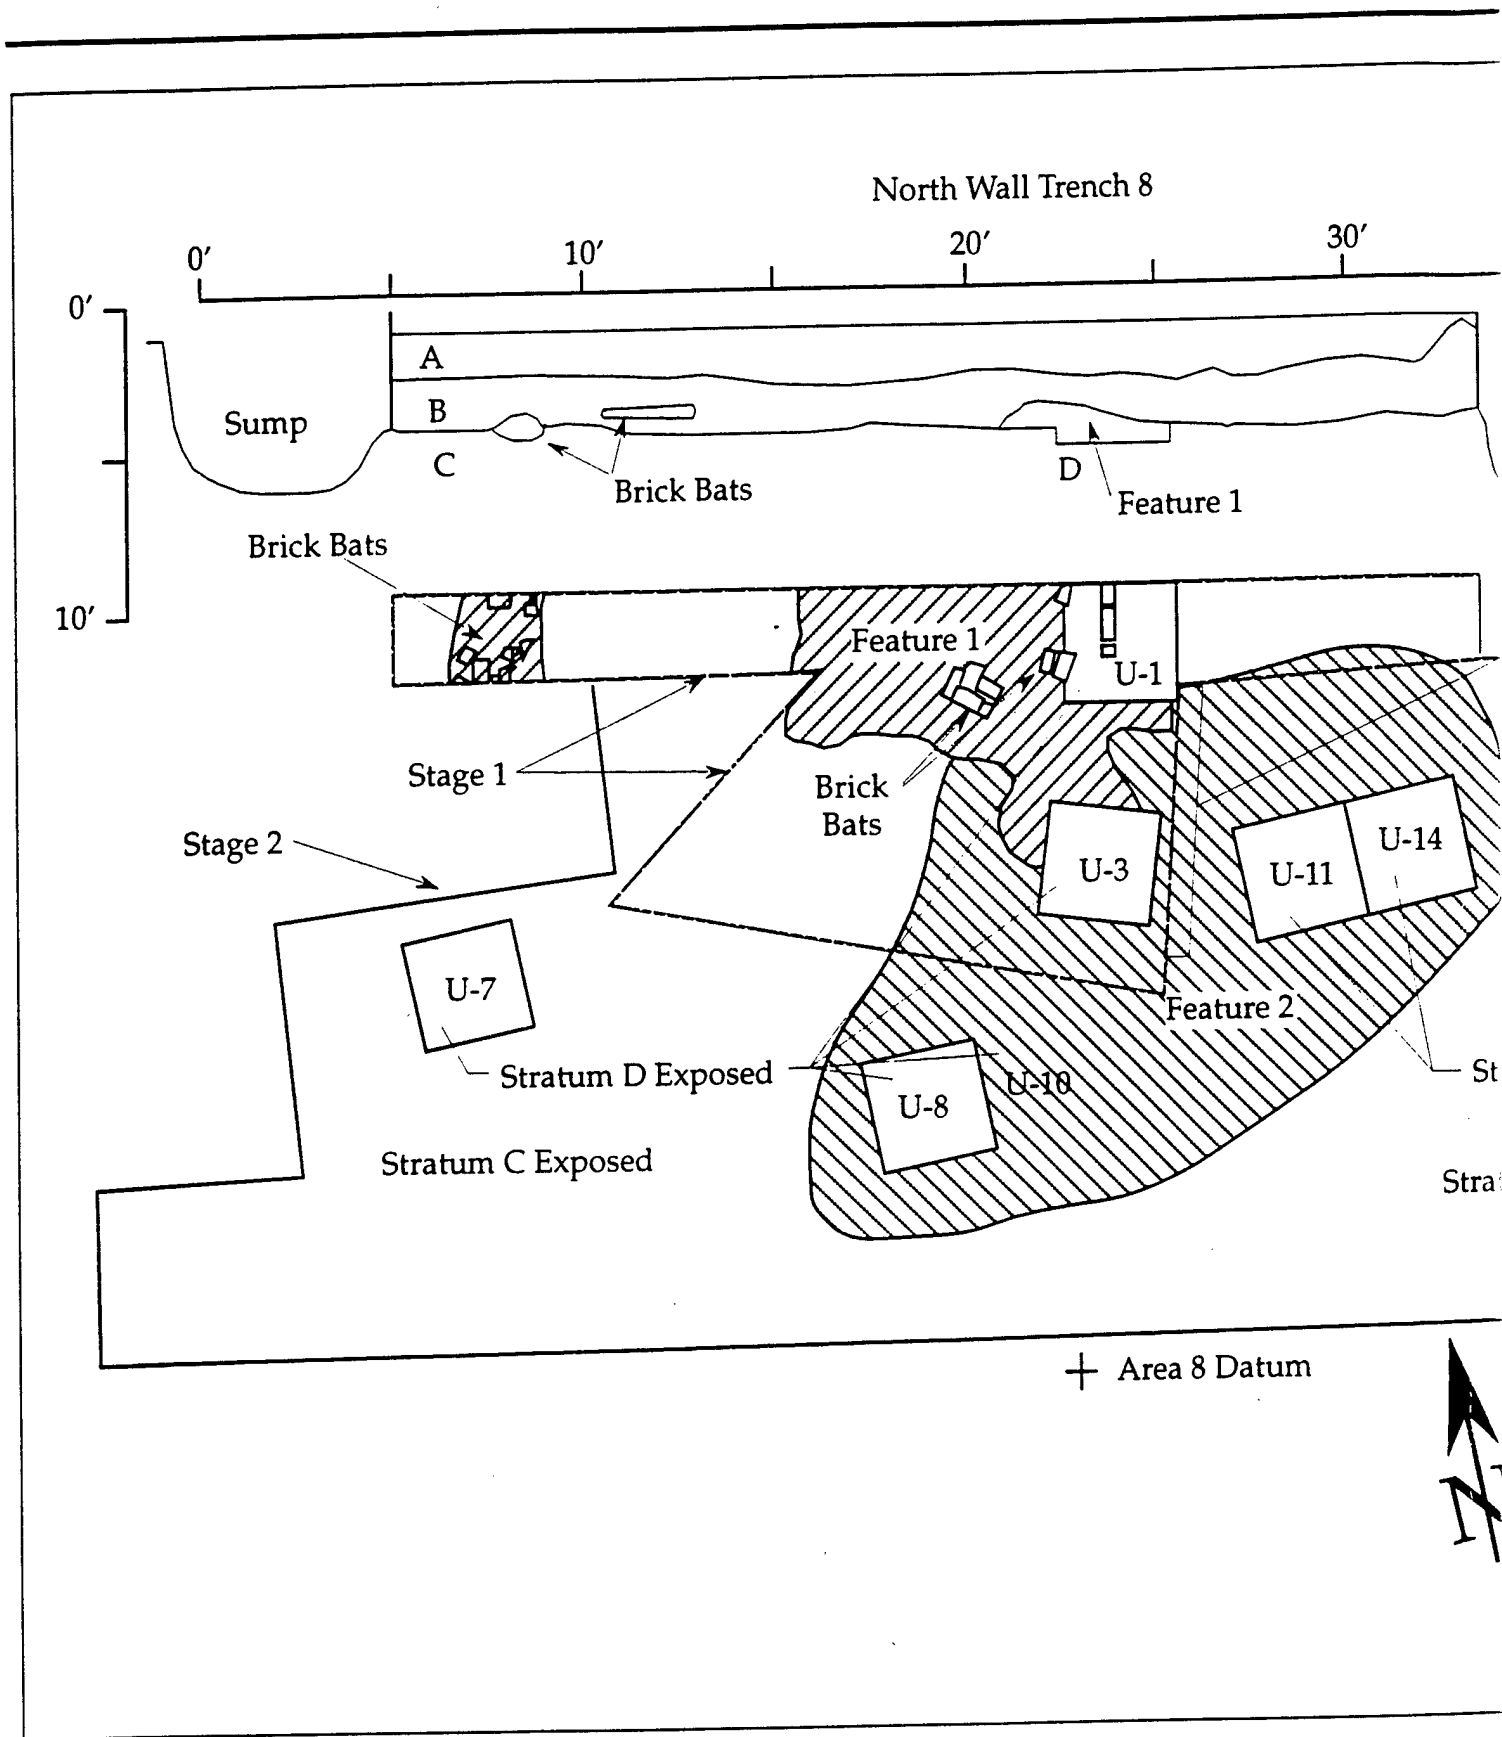 North Wall Trench 8
0′
10′
20′
30′
0′
10′
A
B
C
D
Sump
Brick Bats
Feature 1
Brick Bats
Feature 1
U-1
Stage 1
Brick
Bats
Stage 2
U-3
U-11
U-14
U-7
Feature 2
Stratum D Exposed
U-10
U-8
St
Stratum C Exposed
Stra
Area 8 Datum
N